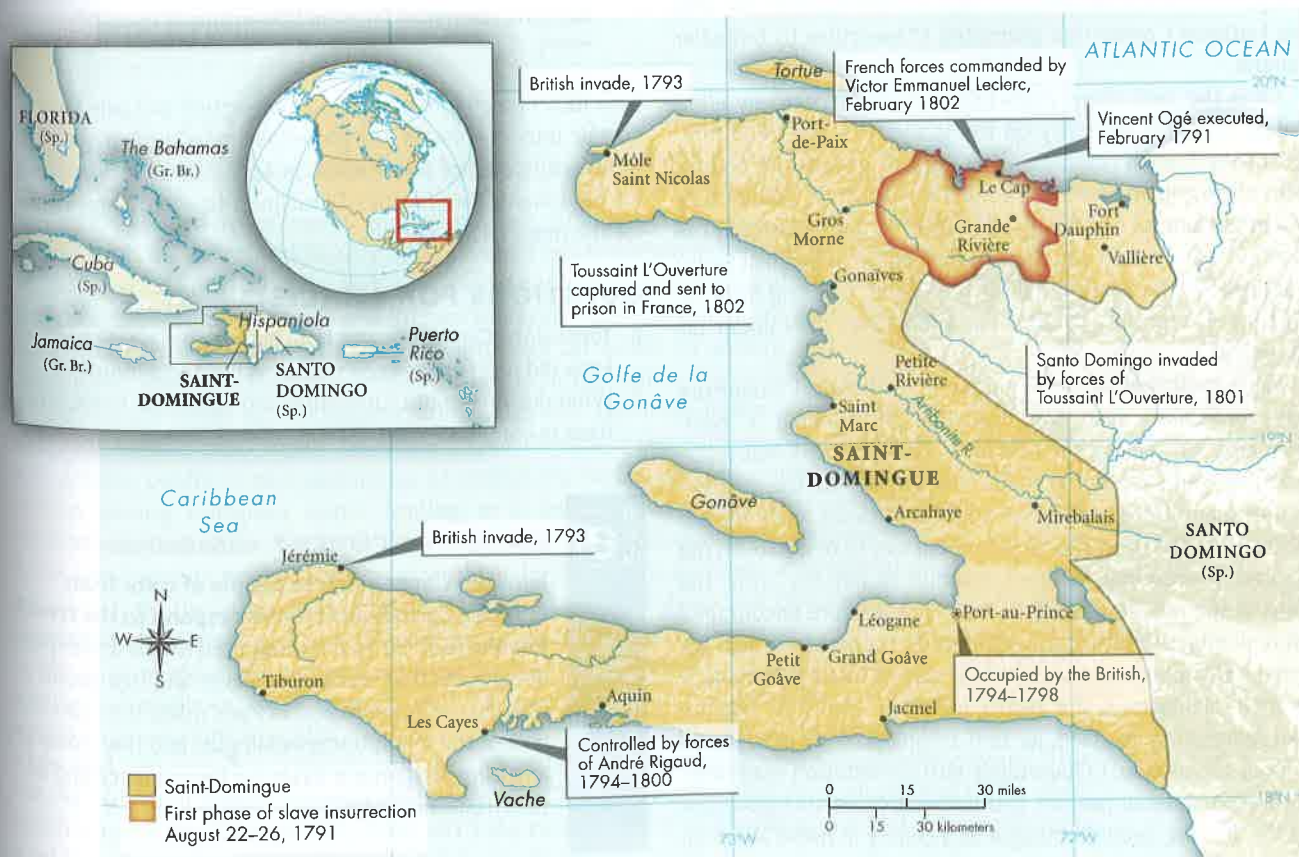 FLORIDA
(Sp.)
The Bahamas
(Gr. Br.)
Cuba
(Sp.)
Jamaica
(Gr. Br.)
Hispaniola
SAINT-
DOMINGUE
SANTO
DOMINGO
(Sp.)
Puerto
Rico
(Sp.)
ATLANTIC OCEAN
20°N
British invade, 1793
Tortue
French forces commanded by
Victor Emmanuel Leclerc,
February 1802
Vincent Ogé executed,
February 1791
Port-
de-Paix
Môle
Saint Nicolas
Le Cap
Gros
Morne
Grande
Rivière
Fort
Dauphin
Vallière
Gonaïves
Toussaint L'Ouverture
captured and sent to
prison in France, 1802
Santo Domingo invaded
by forces of
Toussaint L'Ouverture, 1801
Golfe de la
Gonâve
Petite
Rivière
Artibonite R.
Saint
Marc
19°N
SAINT-
DOMINGUE
Caribbean
Sea
Gonâve
Arcahaye
Mirebalais
SANTO
DOMINGO
(Sp.)
British invade, 1793
Jérémie
N
W
E
S
Léogane
Port-au-Prince
Petit
Goâve
Grand Goâve
Occupied by the British,
1794–1798
Tiburon
Aquin
Jacmel
Les Cayes
Controlled by forces
of André Rigaud,
1794–1800
Vache
Saint-Domingue
First phase of slave insurrection
August 22–26, 1791
0 15 30 miles
0 15 30 kilometers
18°N
73°W
72°W